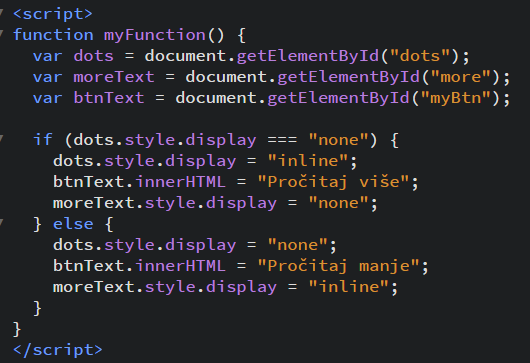 <script>
function myFunction() {
  var dots = document.getElementById("dots");
  var moreText = document.getElementById("more");
  var btnText = document.getElementById("myBtn");

  if (dots.style.display === "none") {
    dots.style.display = "inline";
    btnText.innerHTML = "Pročitaj više";
    moreText.style.display = "none";
  } else {
    dots.style.display = "none";
    btnText.innerHTML = "Pročitaj manje";
    moreText.style.display = "inline";
  }
}
</script>